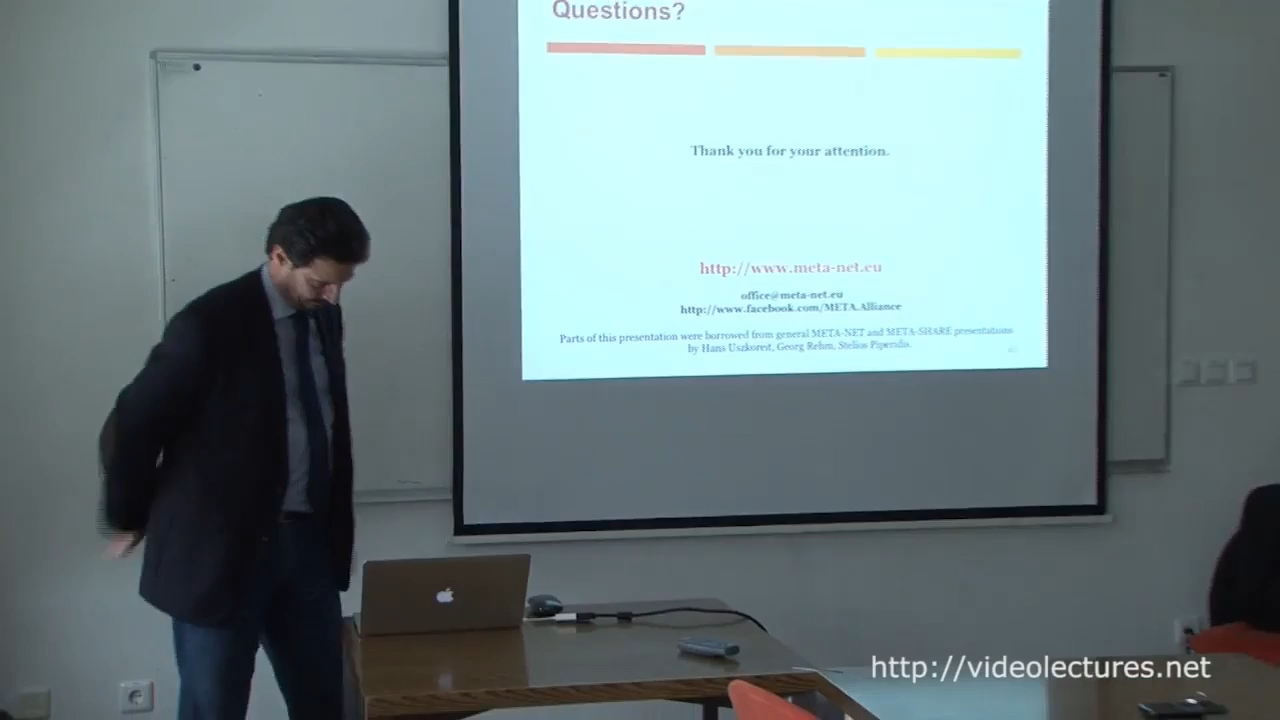 Questions?
Thank you for your attention.
http://www.meta-net.eu
office@meta-net.eu
http://www.facebook.com/META.Alliance
Parts of this presentation were borrowed from general META-NET and META-SHARE presentations
by Hans Uszkoreit, Georg Rehm, Stelios Piperidis.
http://videolectures.net